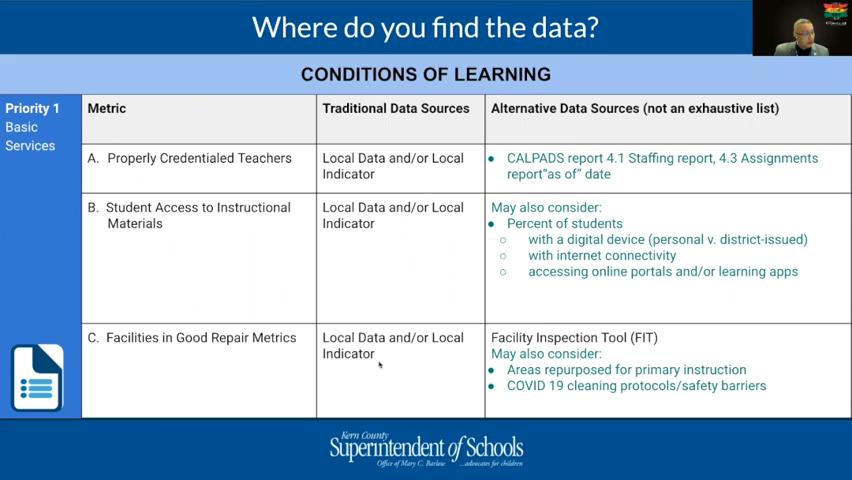 Where do you find the data?
CONDITIONS OF LEARNING
Priority 1
Basic
Services
Metric
Traditional Data Sources
Alternative Data Sources (not an exhaustive list)
A. Properly Credentialed Teachers
Local Data and/or Local
Indicator
● CALPADS report 4.1 Staffing report, 4.3 Assignments
report"as of" date
B. Student Access to Instructional
Materials
Local Data and/or Local
Indicator
May also consider:
● Percent of students
○ with a digital device (personal v. district-issued)
○ with internet connectivity
○ accessing online portals and/or learning apps
C. Facilities in Good Repair Metrics
Local Data and/or Local
Indicator
Facility Inspection Tool (FIT)
May also consider:
● Areas repurposed for primary instruction
● COVID 19 cleaning protocols/safety barriers
Kern County
Superintendent of Schools
Office of Mary C. Barlow ...advocates for children